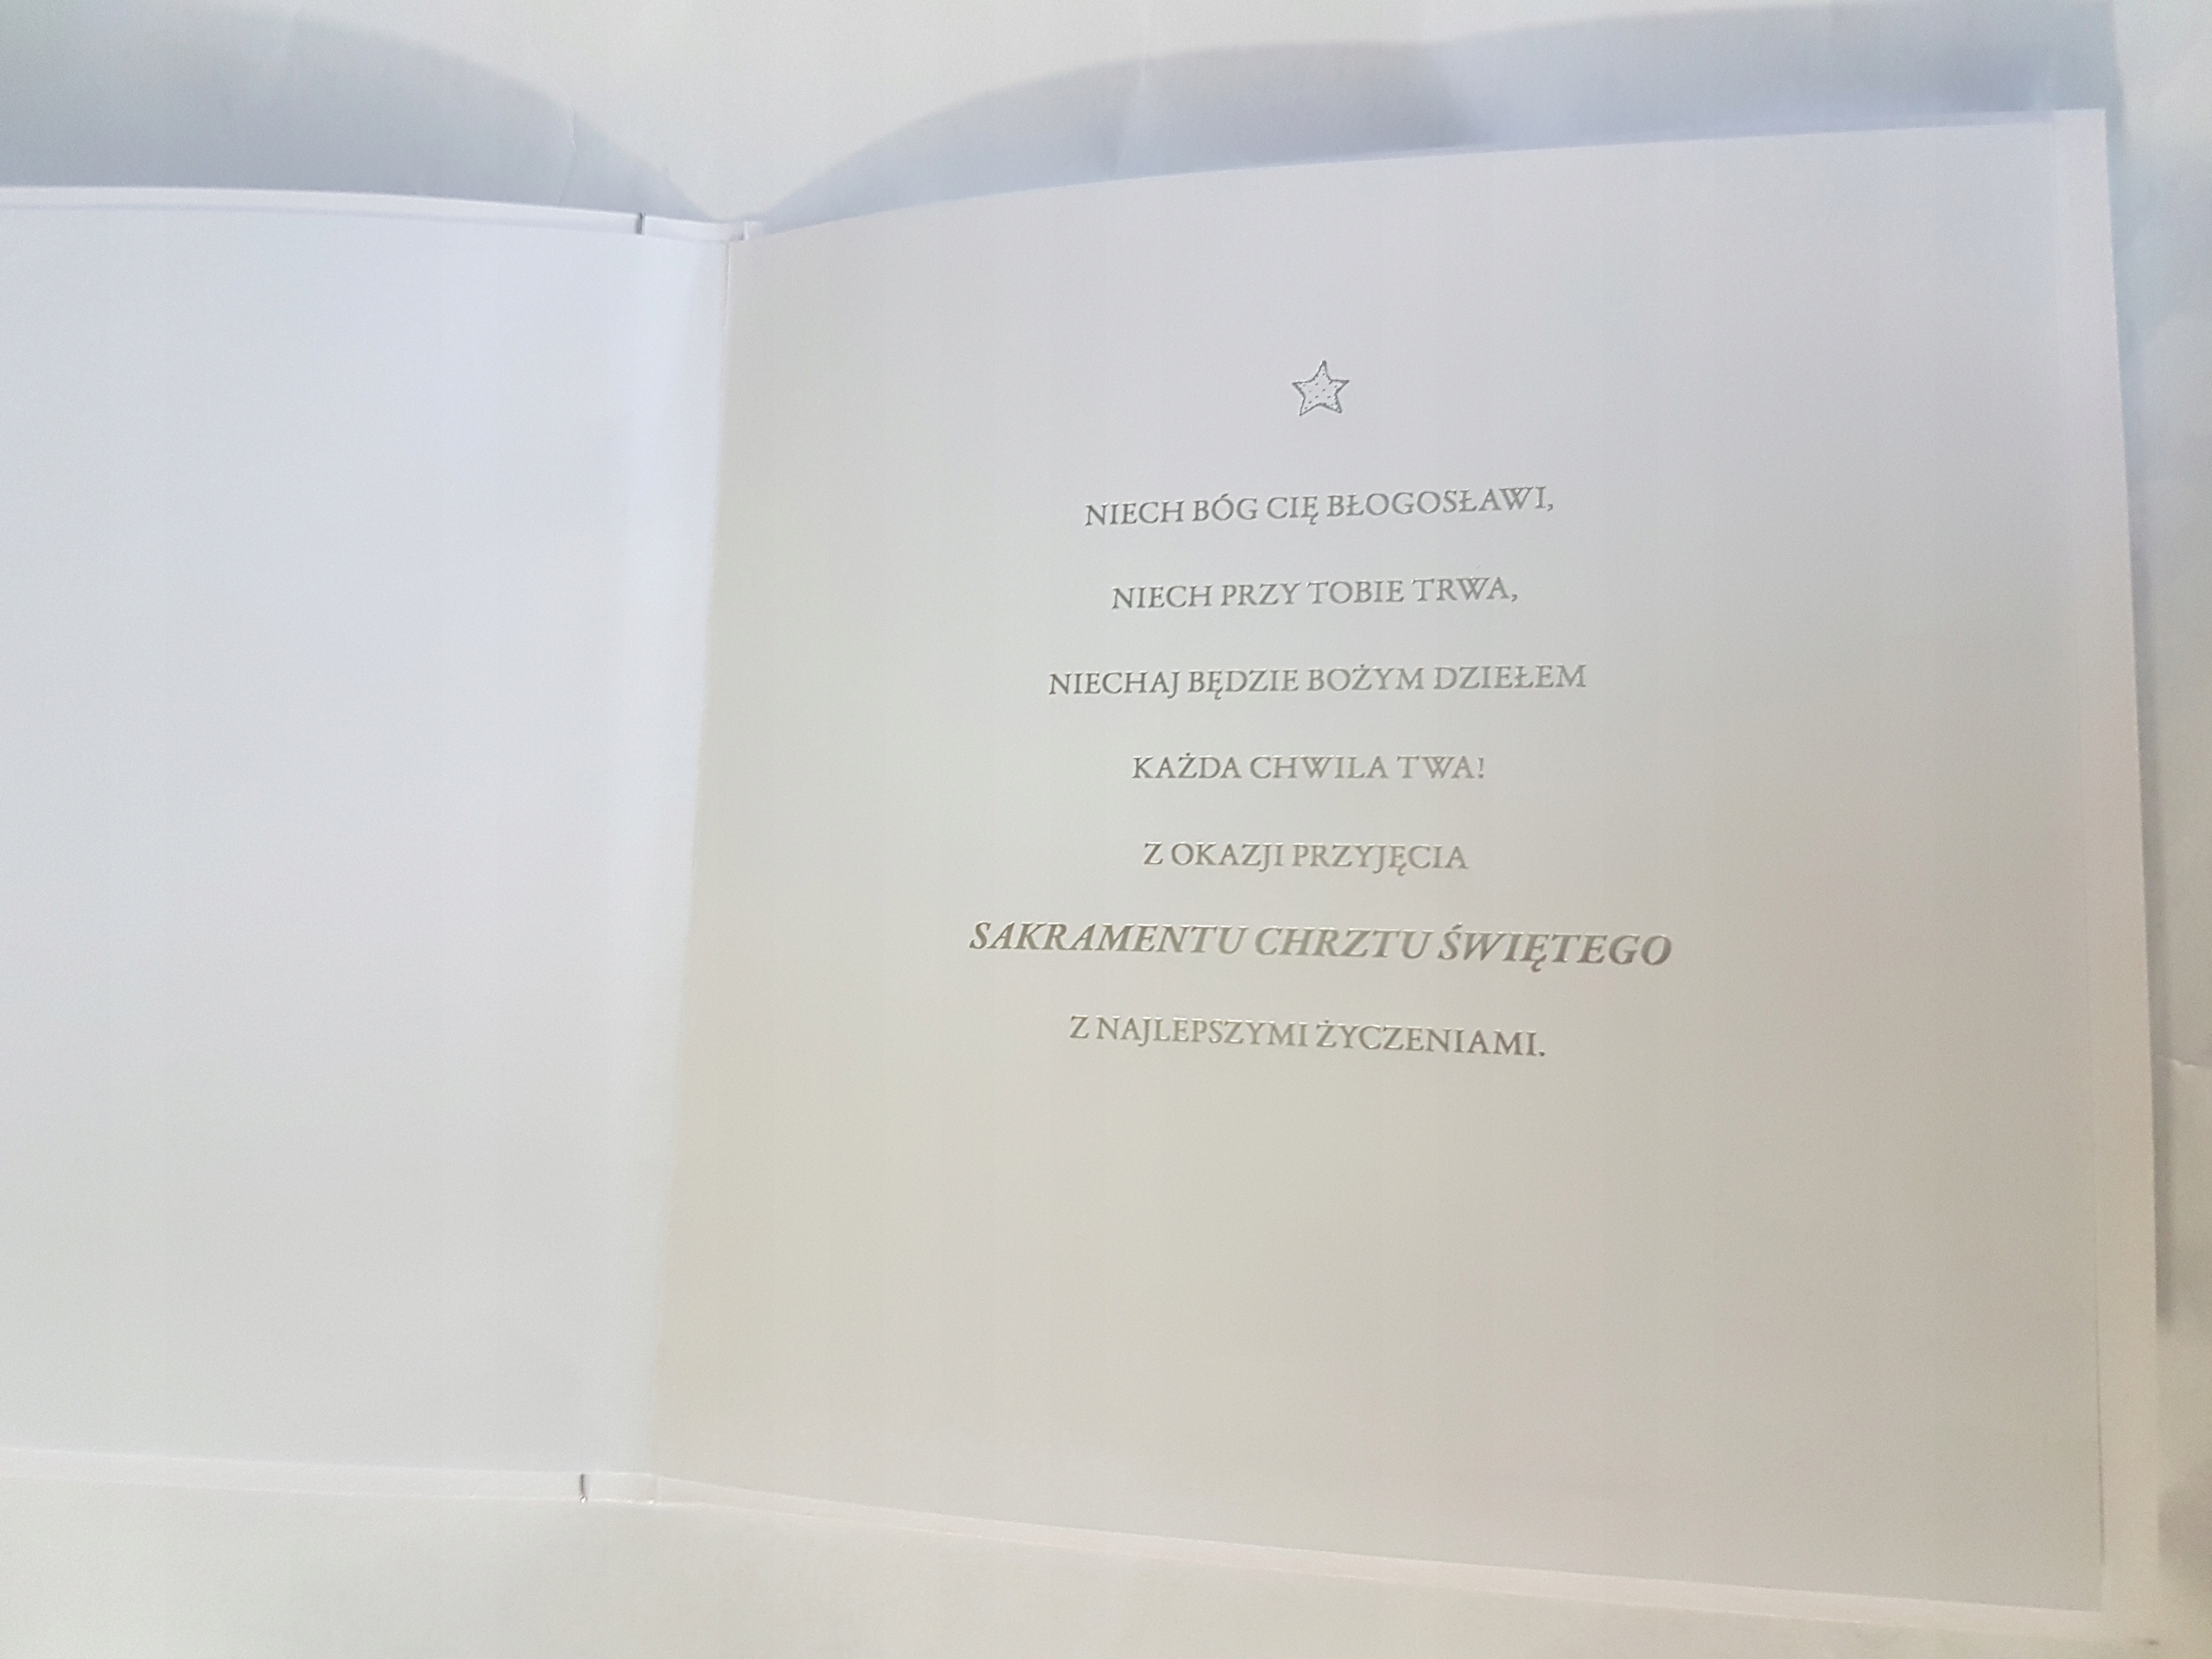 NIECH BÓG CIĘ BŁOGOSŁAWI,
NIECH PRZY TOBIE TRWA,
NIECHAJ BĘDZIE BOŻYM DZIEŁEM
KAŻDA CHWILA TWA!
Z OKAZJI PRZYJĘCIA
SAKRAMENTU CHRZTU ŚWIĘTEGO
Z NAJLEPSZYMI ŻYCZENIAMI.